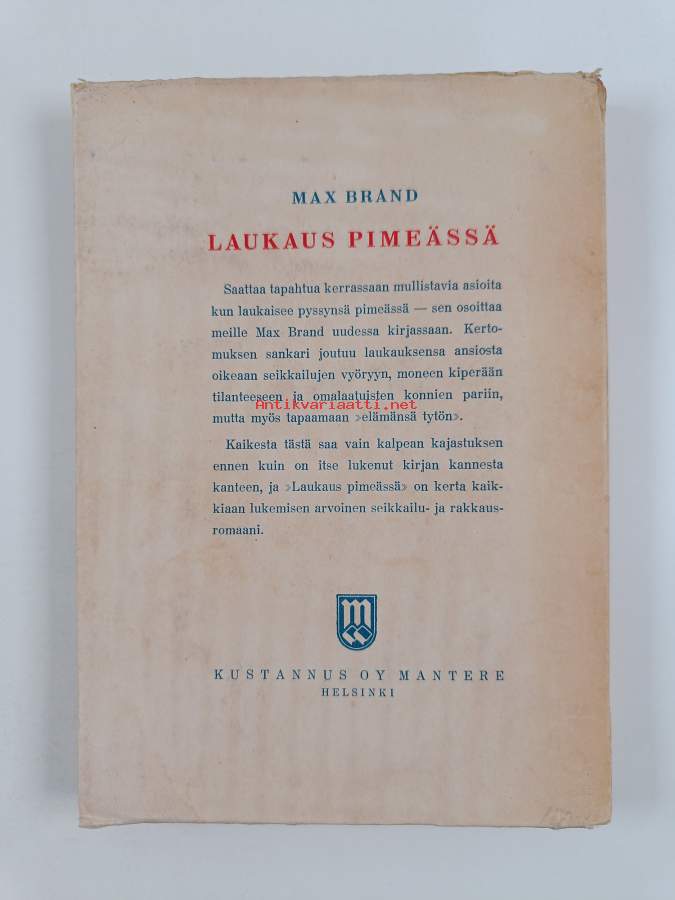 MAX BRAND
LAUKAUS PIMEÄSSÄ
Saattaa tapahtua kerrassaan mullistavia asioita
kun laukaisee pyssynsä pimeässä — sen osoittaa
meille Max Brand uudessa kirjassaan. Kerto-
muksen sankari joutuu laukauksensa ansiosta
oikeaan seikkailujen vyöryyn, moneen kiperään
tilanteeseen ja omalaatuisten konnien pariin,
Antikvariaatti.net
mutta myös tapaamaan »elämänsä tytön».
Kaikesta tästä saa vain kalpean kajastuksen
ennen kuin on itse lukenut kirjan kannesta
kanteen, ja »Laukaus pimeässä» on kerta kaik-
kiaan lukemisen arvoinen seikkailu- ja rakkaus-
romaani.
KUSTANNUS OY MANTERE
HELSINKI